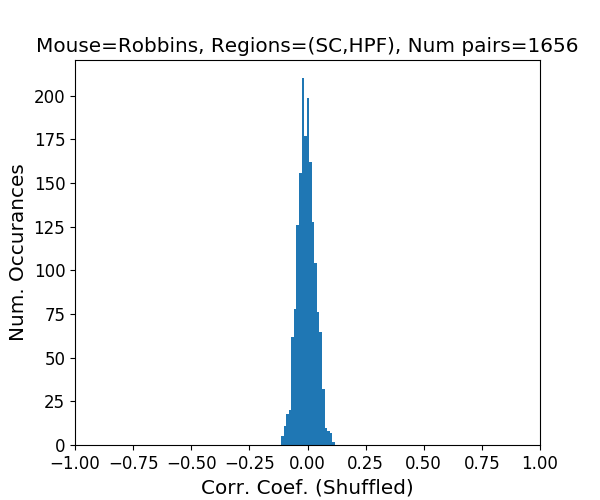 Mouse=Robbins, Regions=(SC,HPF), Num pairs=1656
Num. Occurances
200
175
150
125
100
75
50
25
0
−1.00 −0.75 −0.50 −0.25 0.00 0.25 0.50 0.75 1.00
Corr. Coef. (Shuffled)